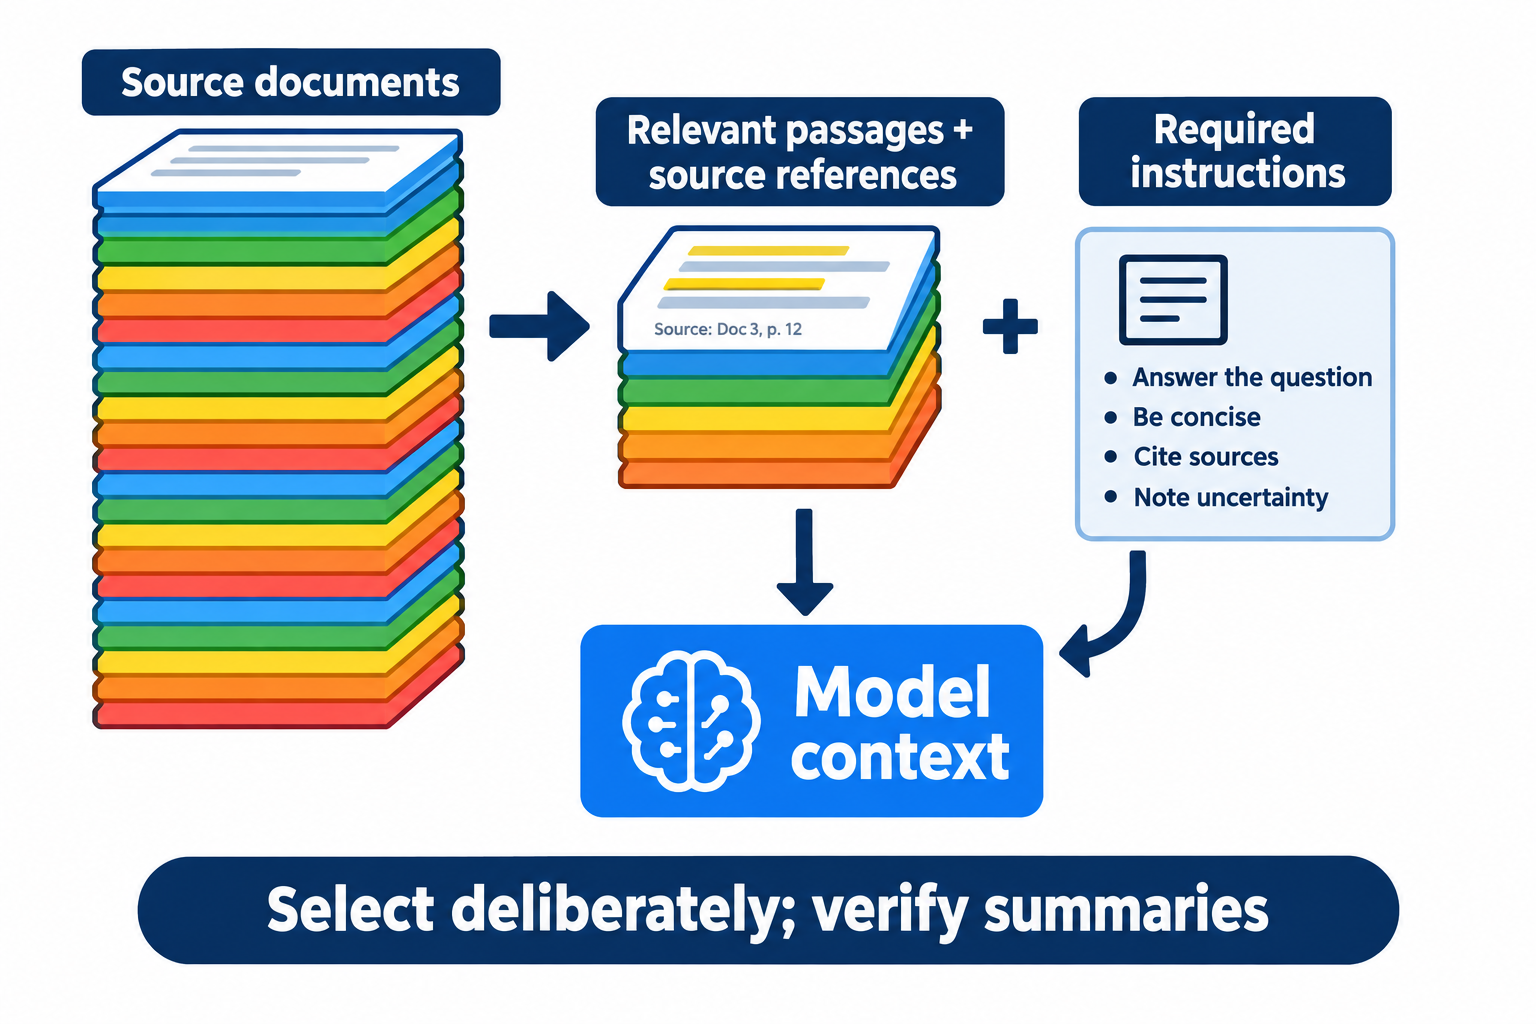 Source documents
Relevant passages +
source references
Source: Doc 3, p. 12
Required
instructions
• Answer the question
• Be concise
• Cite sources
• Note uncertainty
Model
context
Select deliberately; verify summaries